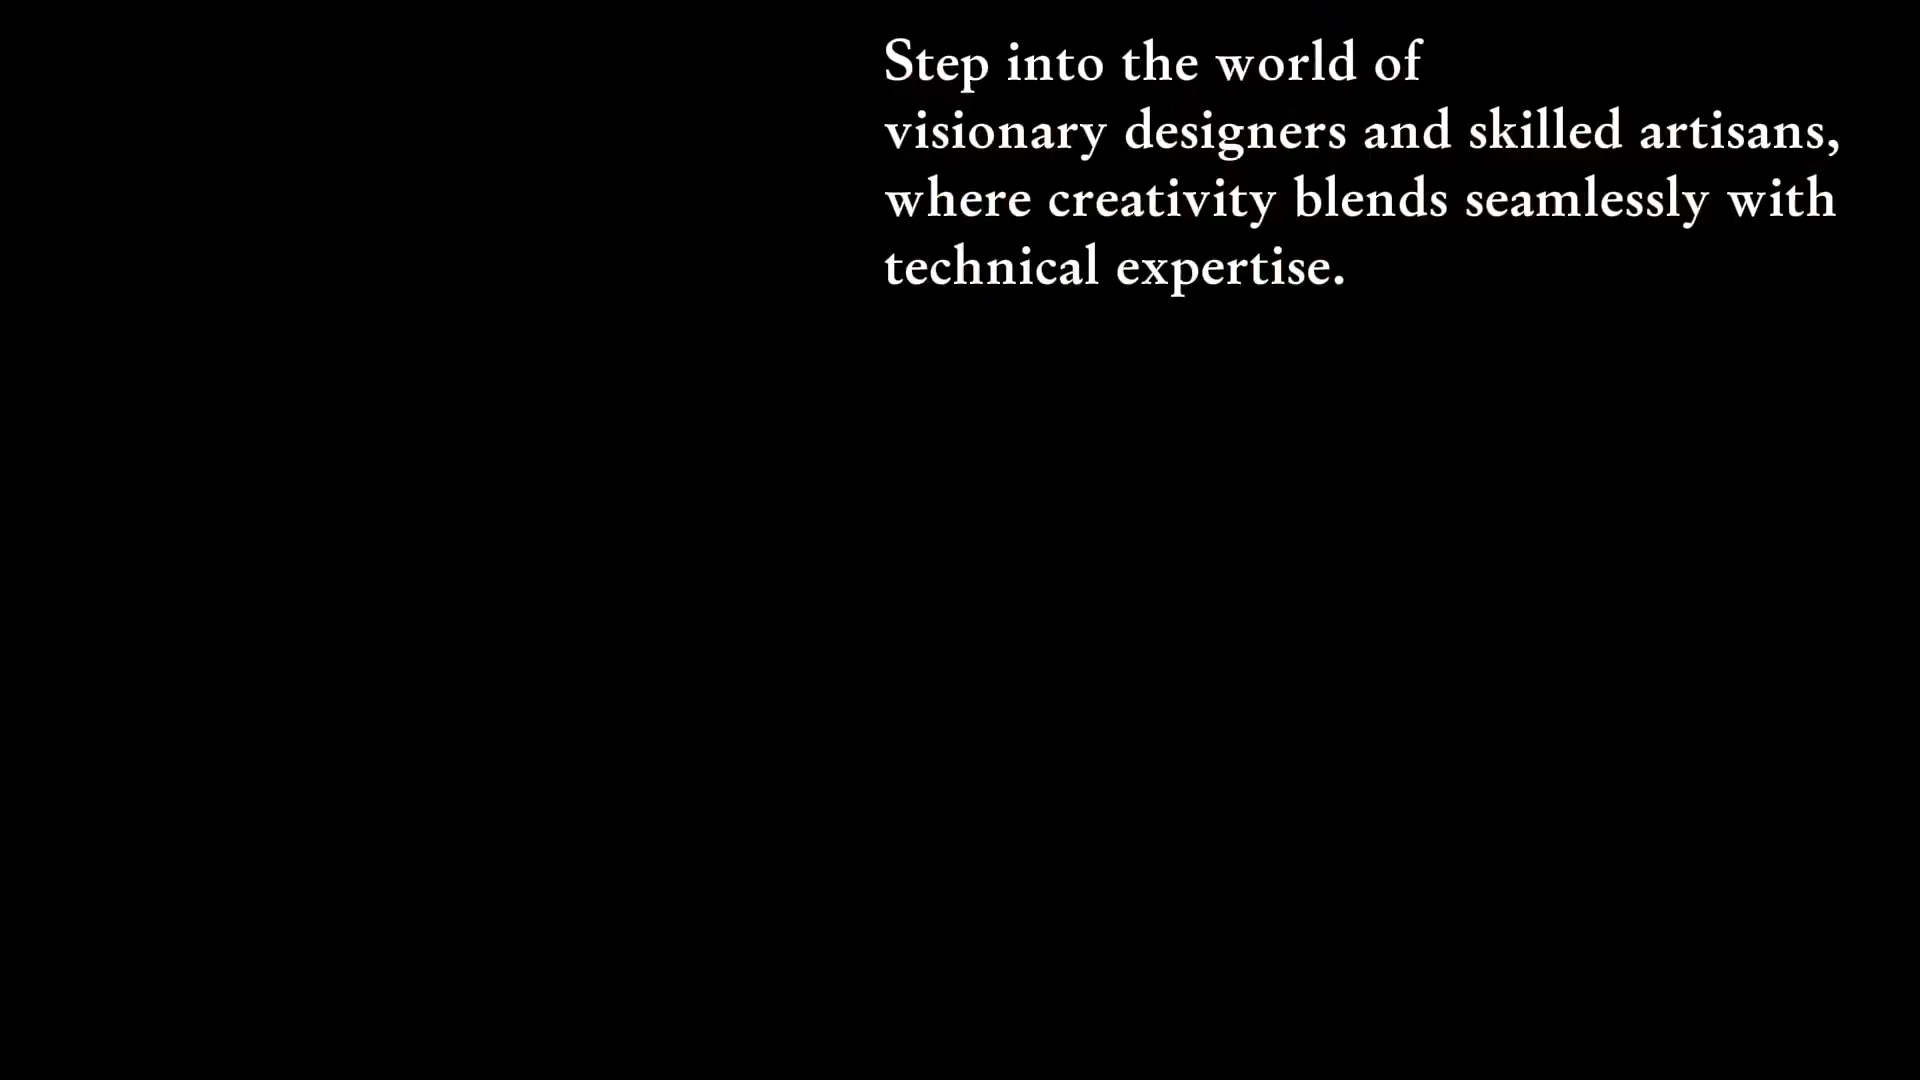 Step into the world of
visionary designers and skilled artisans,
where creativity blends seamlessly with
technical expertise.